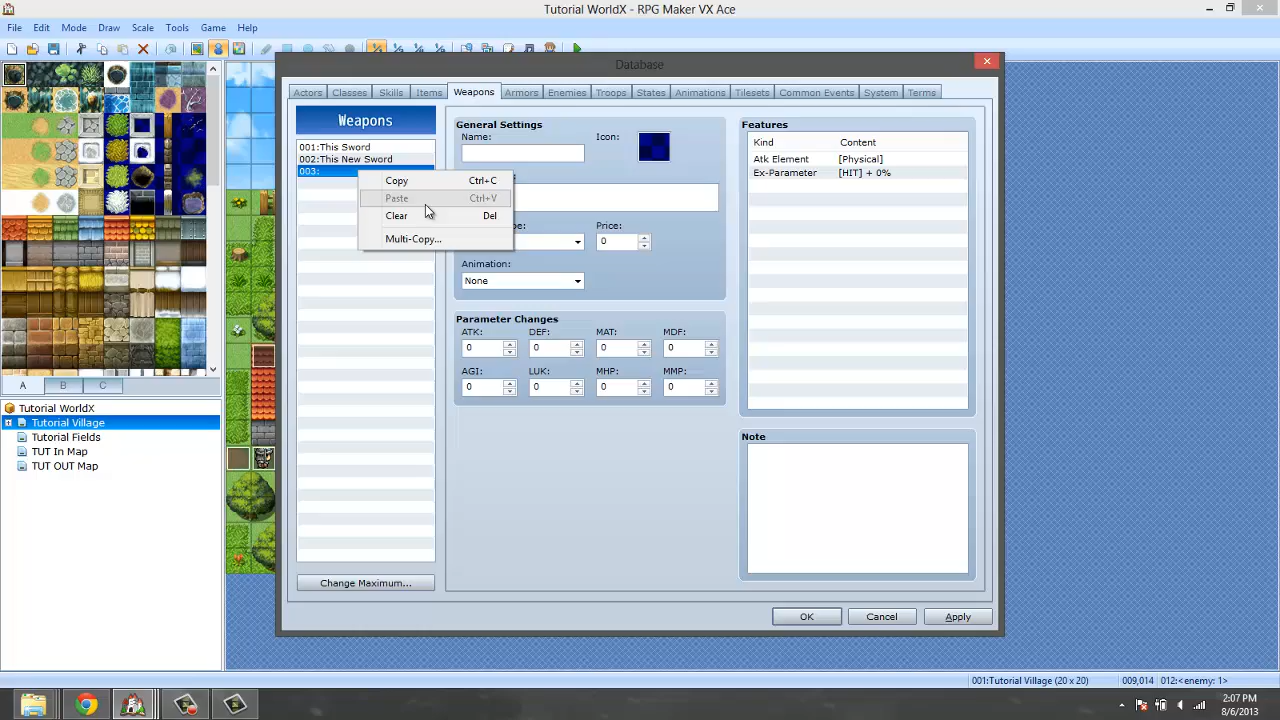 Tutorial WorldX - RPG Maker VX Ace
File Edit Mode Draw Scale Tools Game Help
Database
Actors Classes Skills Items Weapons Armors Enemies Troops States Animations Tilesets Common Events System Terms
Weapons
001:This Sword
002:This New Sword
003:
Copy Ctrl+C
Paste Ctrl+V
Clear Del
Multi-Copy...
Change Maximum...
General Settings
Name: Icon:
Price:
0
Animation:
None
Parameter Changes
ATK: DEF: MAT: MDF:
0 0 0 0
AGI: LUK: MHP: MMP:
0 0 0 0
Features
Kind Content
Atk Element [Physical]
Ex-Parameter [HIT] + 0%
Note
OK Cancel Apply
A B C
Tutorial WorldX
Tutorial Village
Tutorial Fields
TUT In Map
TUT OUT Map
001:Tutorial Village (20 x 20) 009,014 012:<enemy: 1>
2:07 PM
8/6/2013